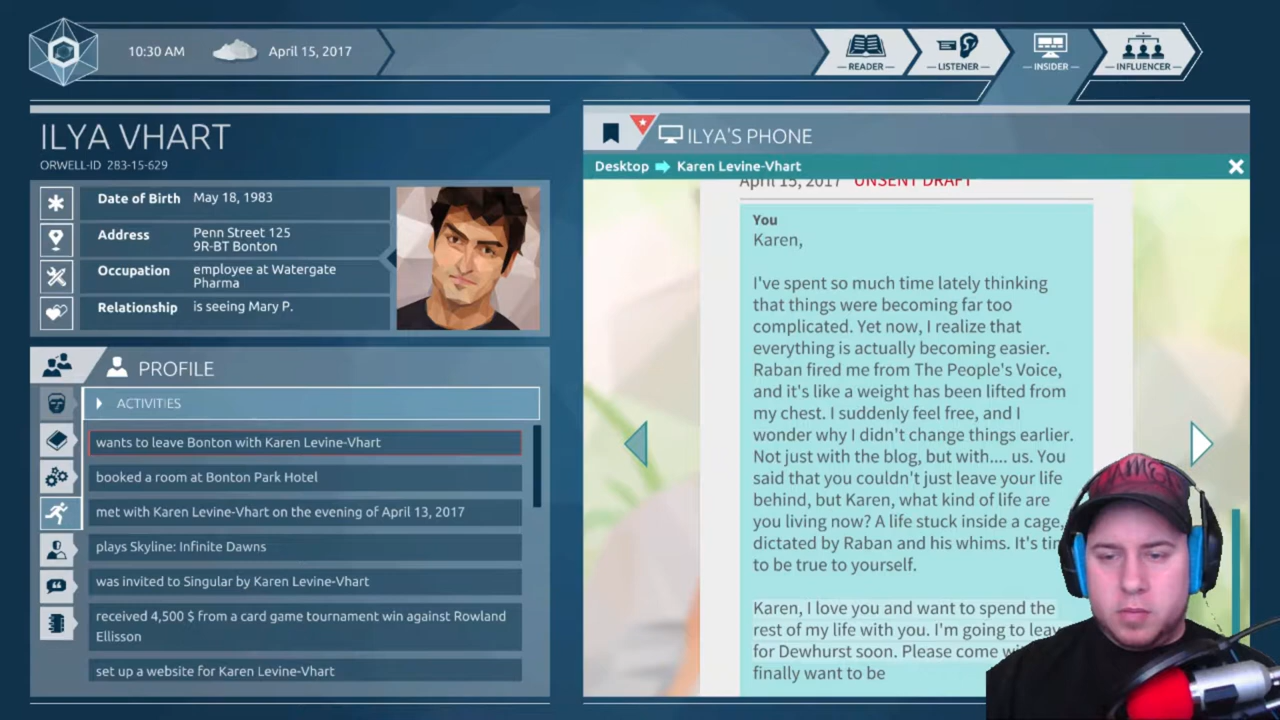 10:30 AM
April 15, 2017
— READER —
— LISTENER —
— INSIDER —
— INFLUENCER —
ILYA VHART
ORWELL-ID 283-15-629
Date of Birth May 18, 1983
Address Penn Street 125
9R-BT Bonton
Occupation employee at Watergate
Pharma
Relationship is seeing Mary P.
PROFILE
ACTIVITIES
wants to leave Bonton with Karen Levine-Vhart
booked a room at Bonton Park Hotel
met with Karen Levine-Vhart on the evening of April 13, 2017
plays Skyline: Infinite Dawns
was invited to Singular by Karen Levine-Vhart
received 4,500 $ from a card game tournament win against Rowland
Ellisson
set up a website for Karen Levine-Vhart
ILYA'S PHONE
Desktop Karen Levine-Vhart
April 15, 2017 UNSENT DRAFT
You
Karen,
I've spent so much time lately thinking
that things were becoming far too
complicated. Yet now, I realize that
everything is actually becoming easier.
Raban fired me from The People's Voice,
and it's like a weight has been lifted from
my chest. I suddenly feel free, and I
wonder why I didn't change things earlier.
Not just with the blog, but with.... us. You
said that you couldn't just leave your life
behind, but Karen, what kind of life are
you living now? A life stuck inside a cage,
dictated by Raban and his whims. It's
to be true to yourself.
Karen, I love you and want to spend the
rest of my life with you. I'm going to
for Dewhurst soon. Please come
finally want to be